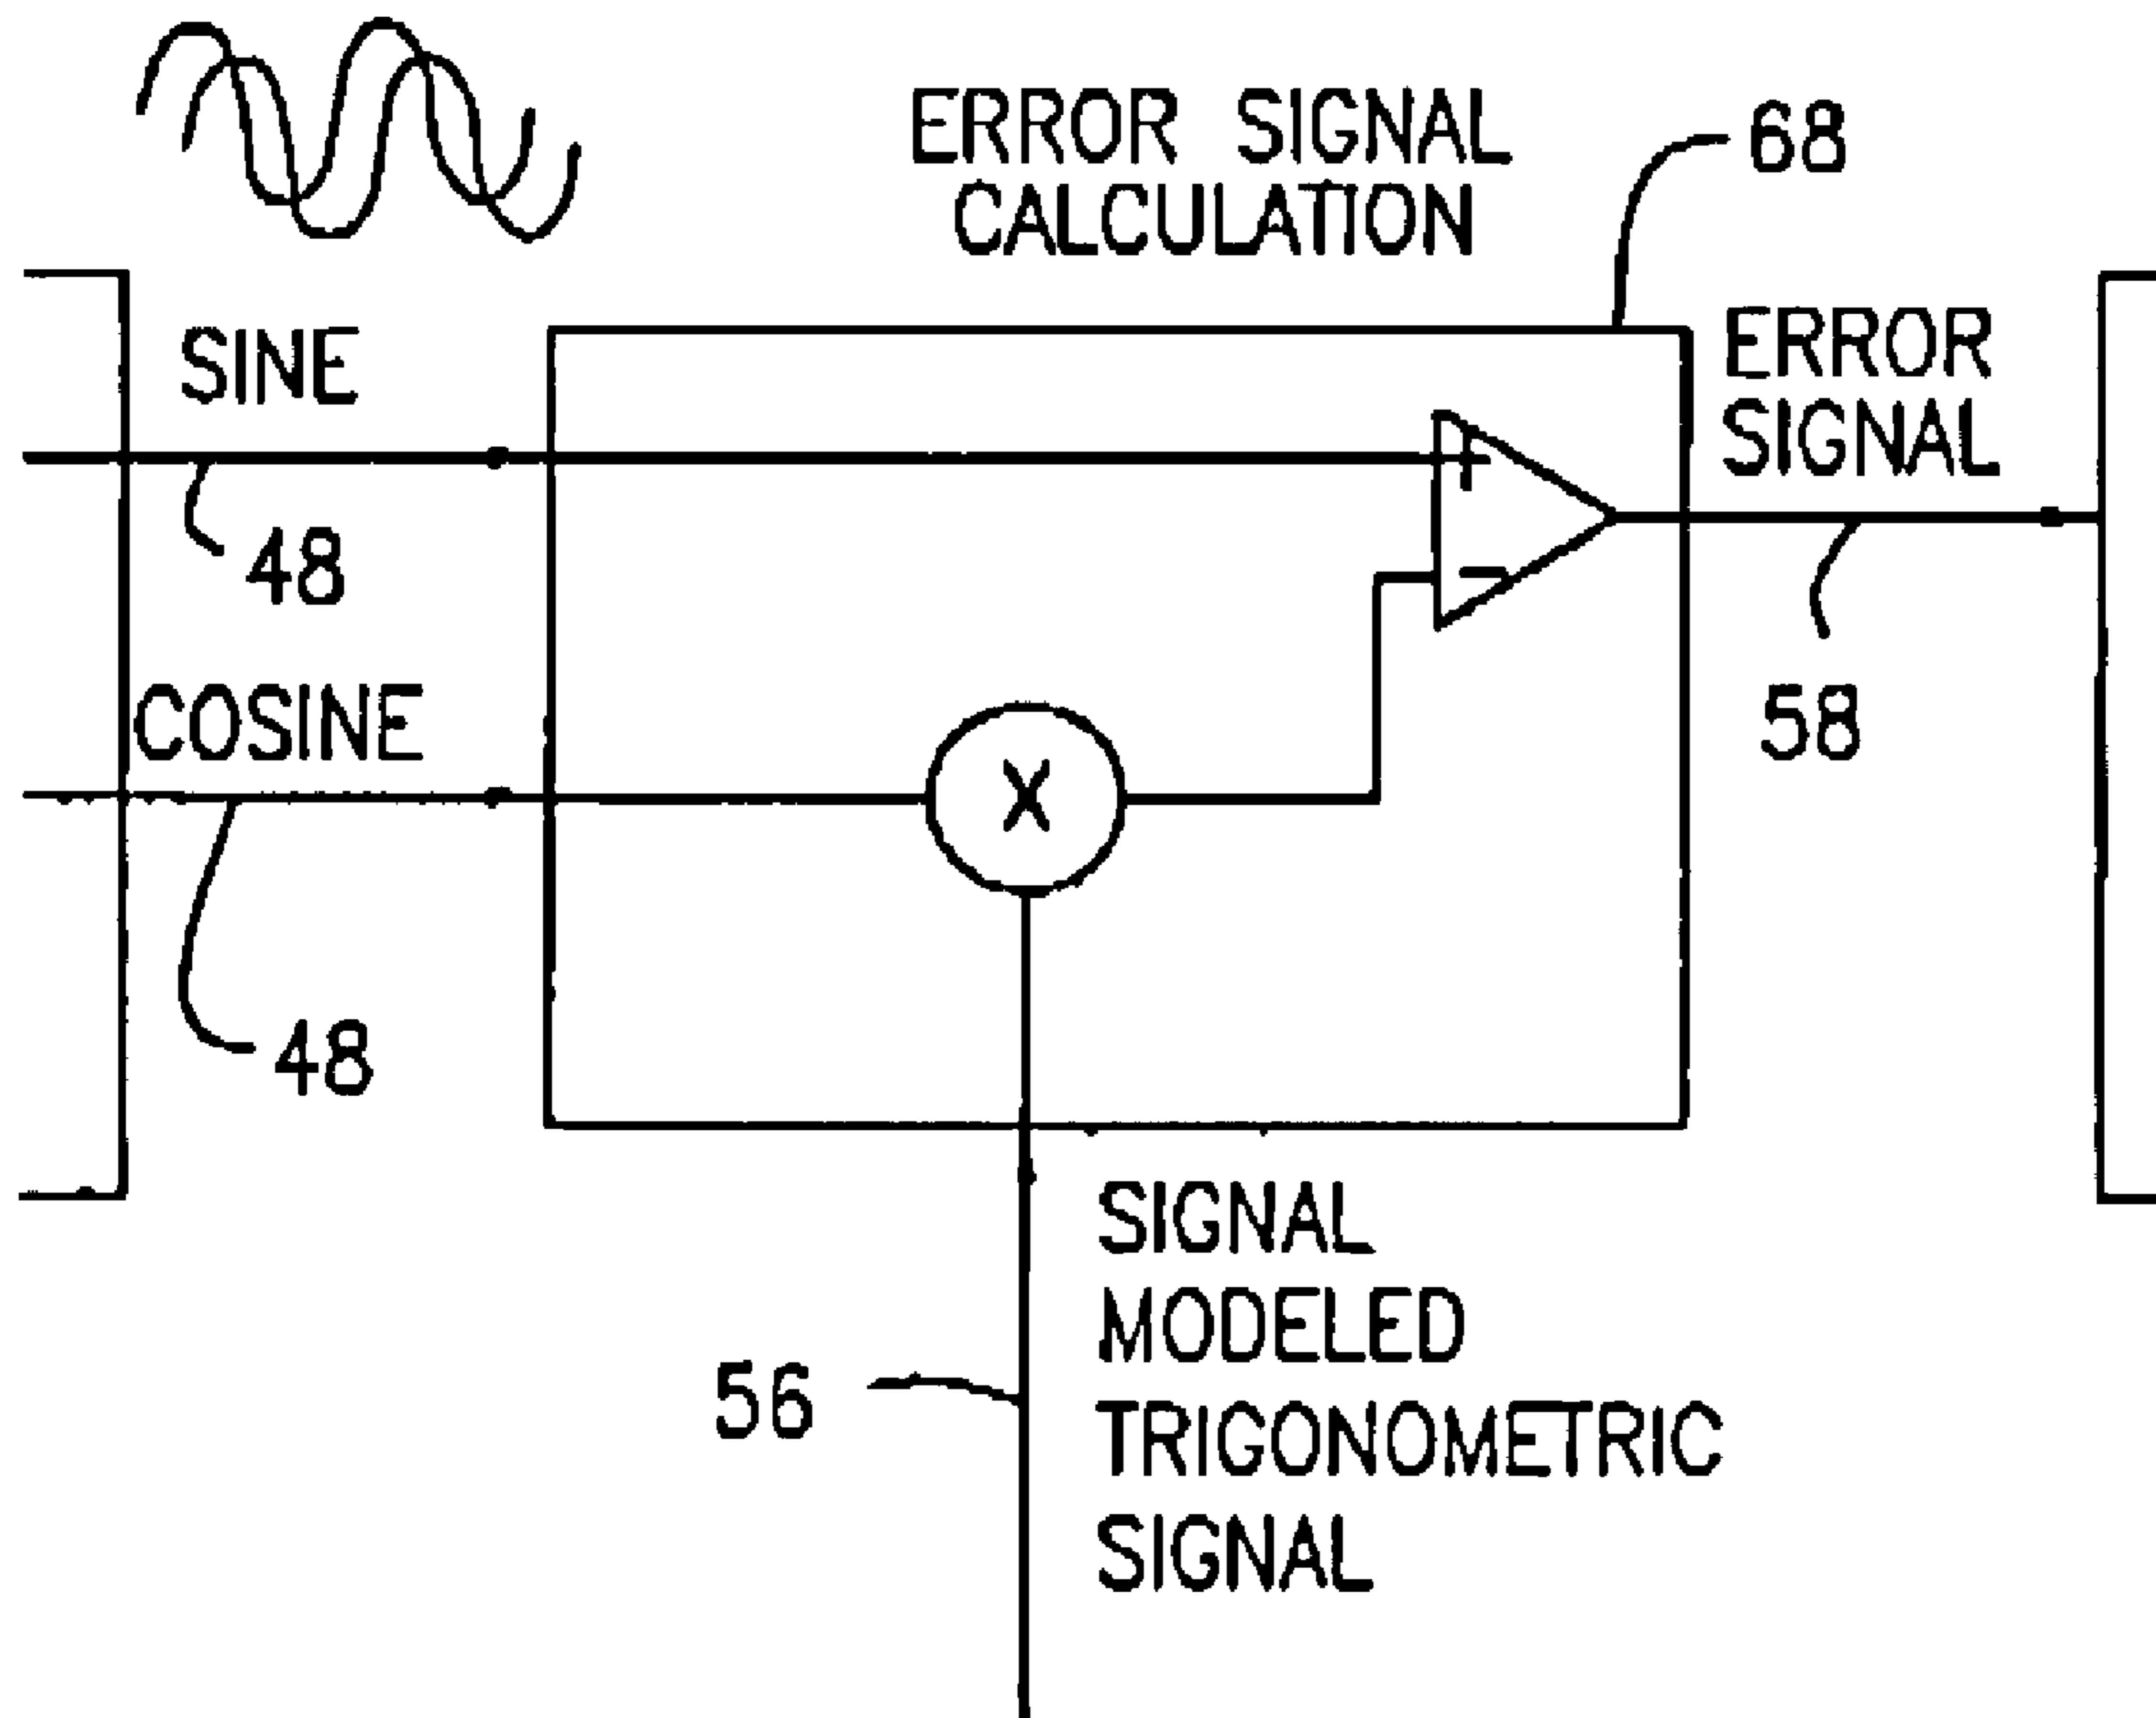 ERROR SIGNAL
CALCULATION
68
SINE
ERROR
SIGNAL
+
48
−
COSINE
58
X
48
SIGNAL
MODELED
56
TRIGONOMETRIC
SIGNAL